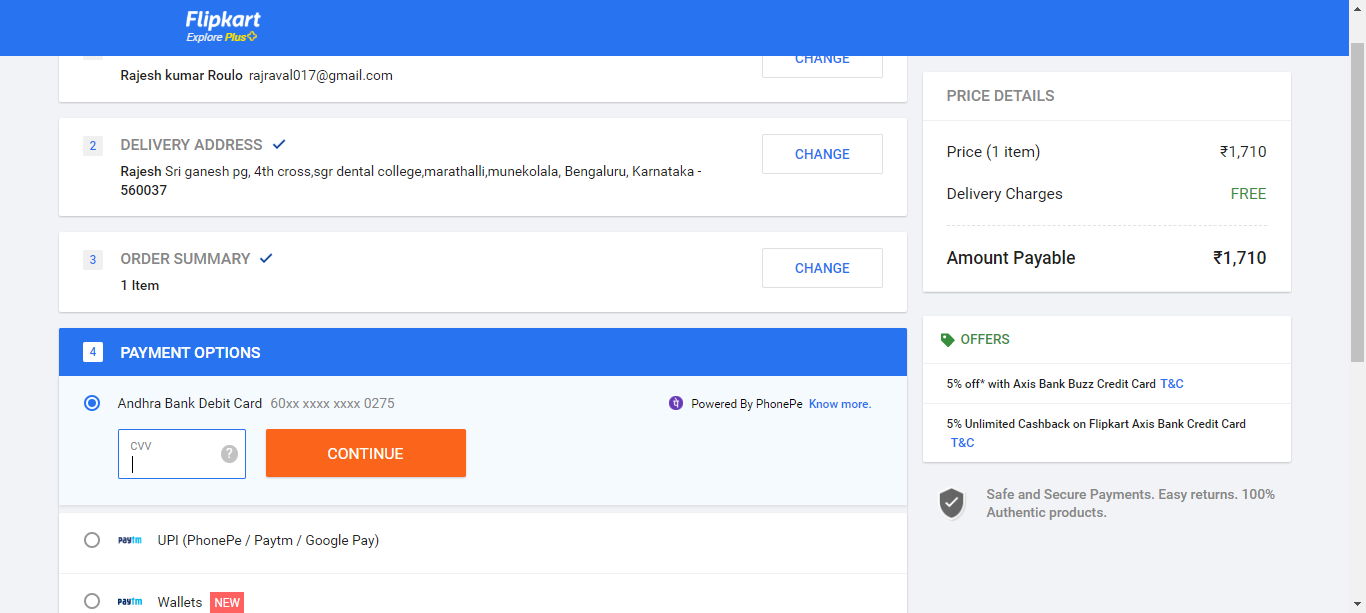 Flipkart
Explore Plus
Rajesh kumar Roulo rajraval017@gmail.com
CHANGE
2 DELIVERY ADDRESS
Rajesh Sri ganesh pg, 4th cross,sgr dental college,marathalli,munekolala, Bengaluru, Karnataka -
560037
CHANGE
3 ORDER SUMMARY
1 Item
CHANGE
4 PAYMENT OPTIONS
Andhra Bank Debit Card 60xx xxxx xxxx 0275
पे Powered By PhonePe Know more.
CVV
?
CONTINUE
paytm UPI (PhonePe / Paytm / Google Pay)
paytm Wallets NEW
PRICE DETAILS
Price (1 item) ₹1,710
Delivery Charges FREE
Amount Payable ₹1,710
OFFERS
5% off* with Axis Bank Buzz Credit Card T&C
5% Unlimited Cashback on Flipkart Axis Bank Credit Card
T&C
Safe and Secure Payments. Easy returns. 100%
Authentic products.